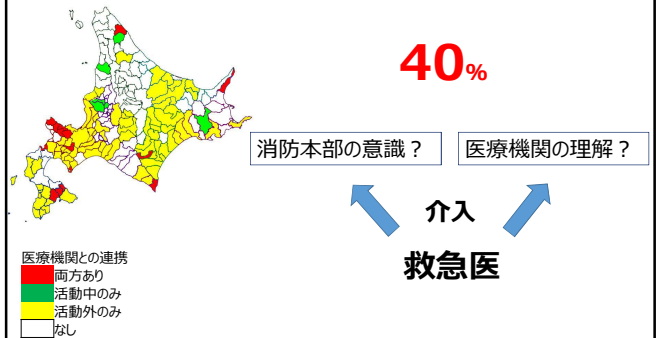 40%
消防本部の意識？
医療機関の理解？
介入
救急医
医療機関との連携
両方あり
活動中のみ
活動外のみ
なし